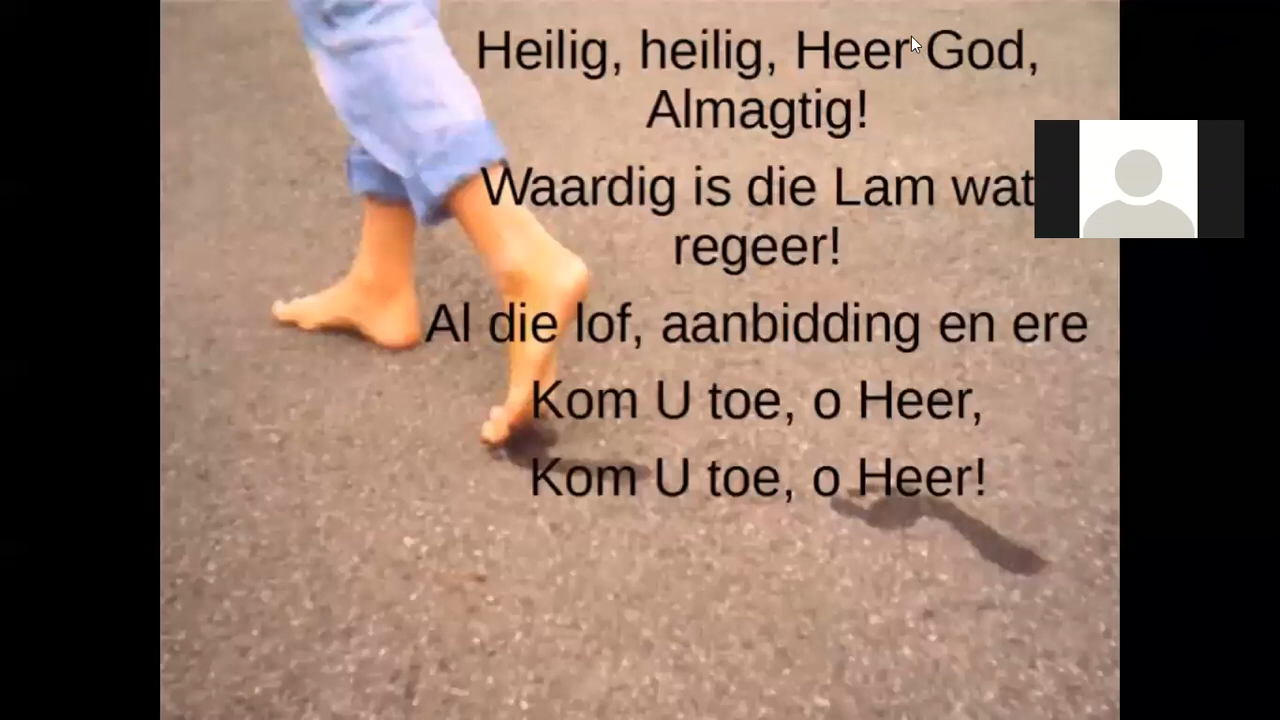 Heilig, heilig, Heer God,
Almagtig!
Waardig is die Lam wat
regeer!
Al die lof, aanbidding en ere
Kom U toe, o Heer,
Kom U toe, o Heer!